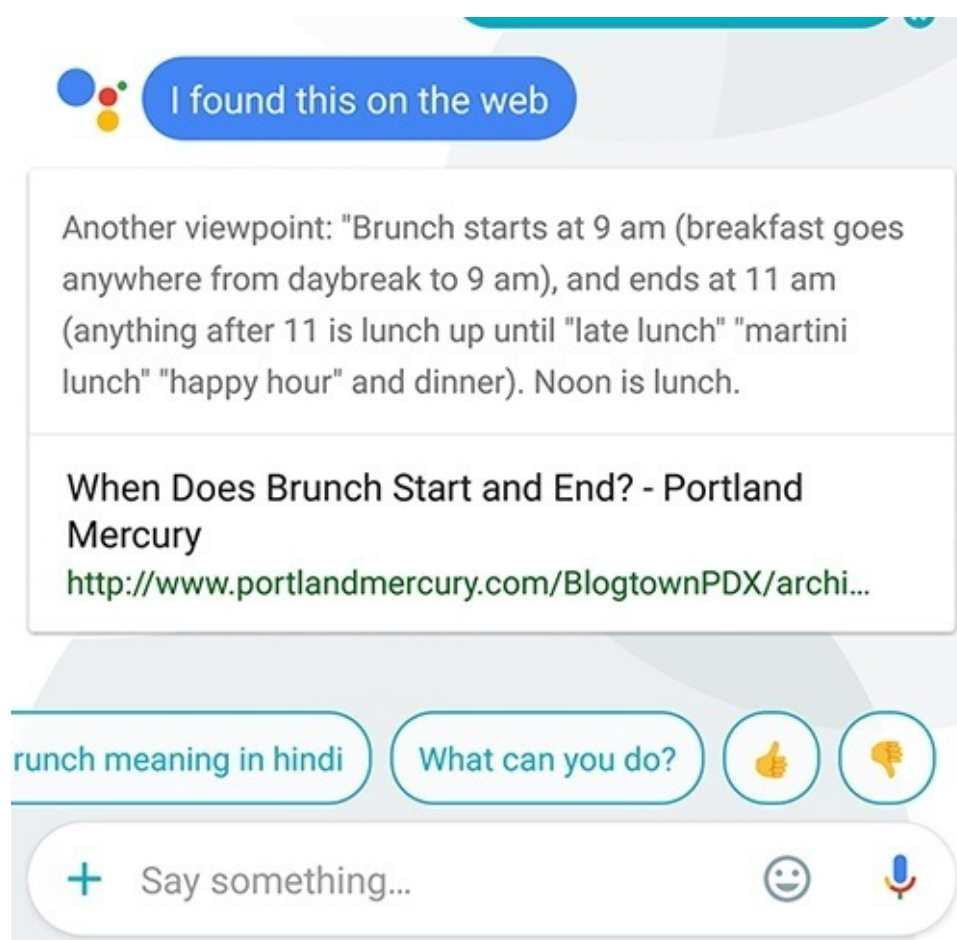 I found this on the web
Another viewpoint: "Brunch starts at 9 am (breakfast goes
anywhere from daybreak to 9 am), and ends at 11 am
(anything after 11 is lunch up until "late lunch" "martini
lunch" "happy hour" and dinner). Noon is lunch.
When Does Brunch Start and End? - Portland
Mercury
http://www.portlandmercury.com/BlogtownPDX/archi...
runch meaning in hindi
What can you do?
Say something...